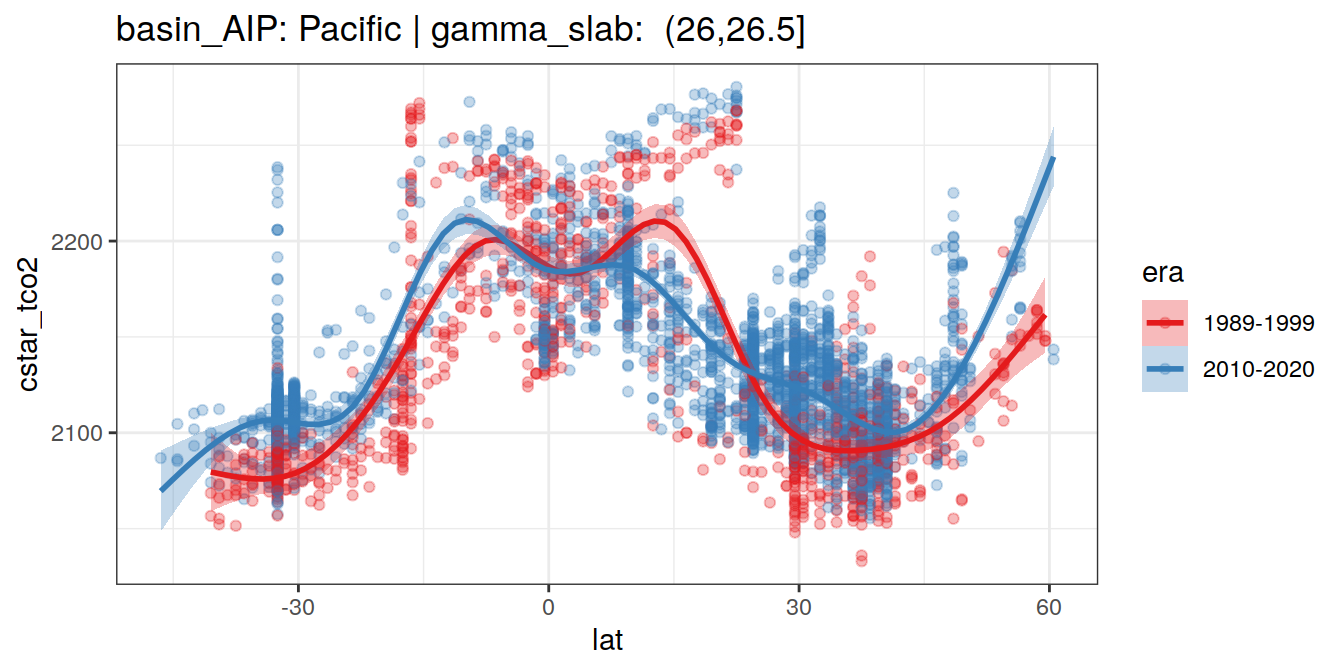 basin_AIP: Pacific | gamma_slab:  (26,26.5]
cstar_tco2
2200
2100
-30
0
30
60
lat
era
1989-1999
2010-2020